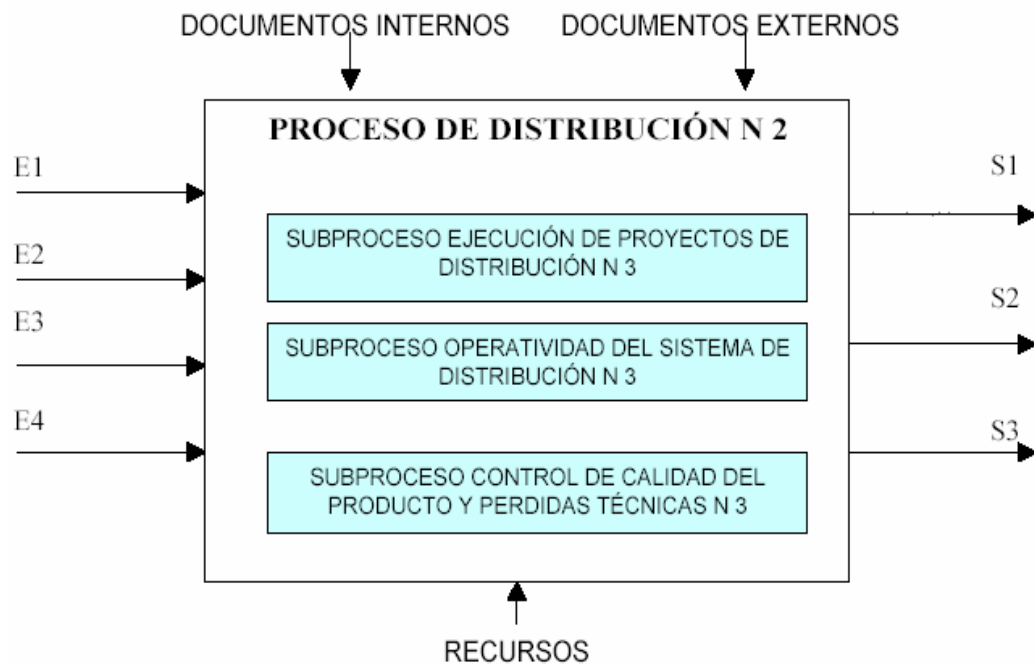 DOCUMENTOS INTERNOS
DOCUMENTOS EXTERNOS
PROCESO DE DISTRIBUCIÓN N 2
E1
E2
E3
E4
SUBPROCESO EJECUCIÓN DE PROYECTOS DE
DISTRIBUCIÓN N 3
SUBPROCESO OPERATIVIDAD DEL SISTEMA DE
DISTRIBUCIÓN N 3
SUBPROCESO CONTROL DE CALIDAD DEL
PRODUCTO Y PERDIDAS TÉCNICAS N 3
S1
S2
S3
RECURSOS